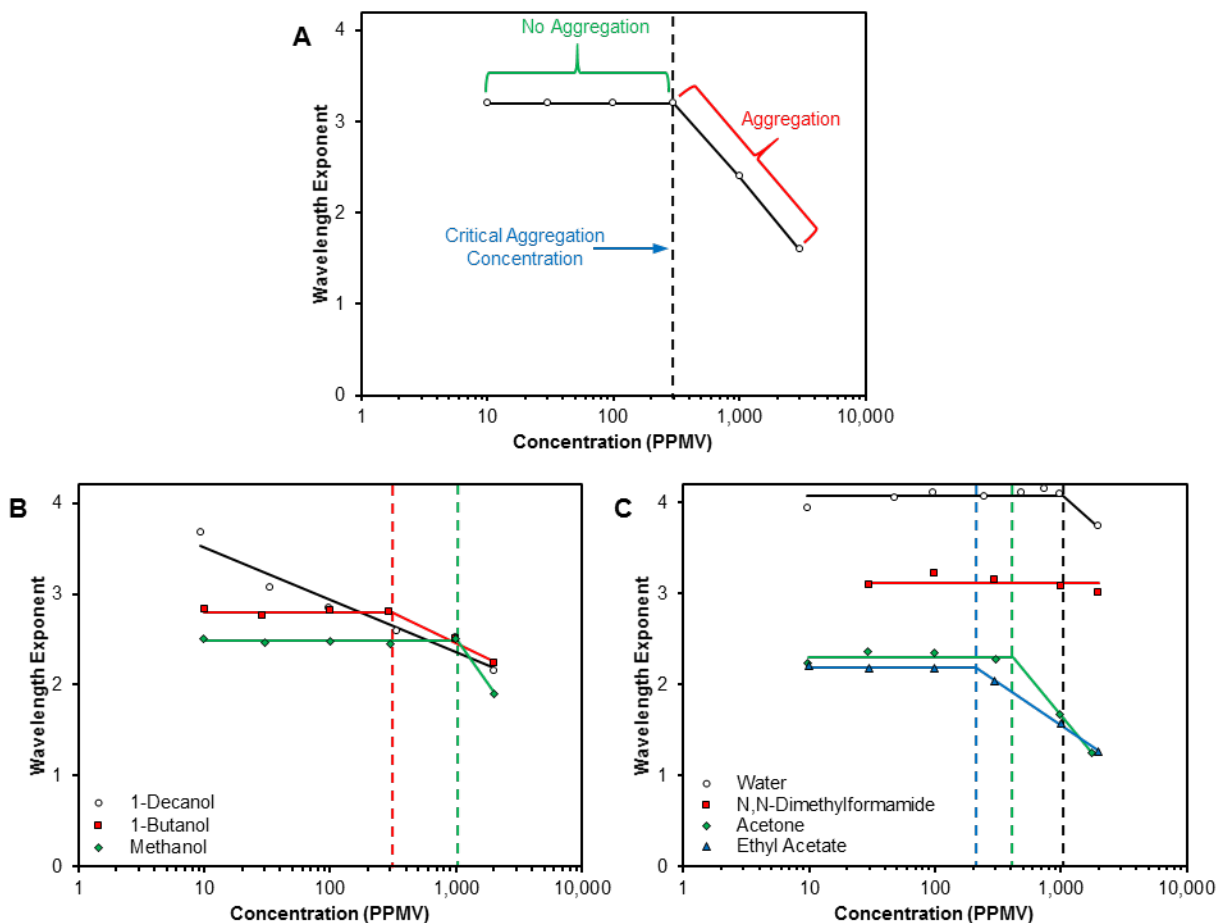 A
4
No Aggregation
3
Aggregation
Wavelength Exponent
2
Critical Aggregation
Concentration
1
0
1
10
100
1,000
10,000
Concentration (PPMV)
B
4
3
Wavelength Exponent
2
1
1-Decanol
1-Butanol
Methanol
0
1
10
100
1,000
10,000
Concentration (PPMV)
C
4
3
Wavelength Exponent
2
1
Water
N,N-Dimethylformamide
Acetone
Ethyl Acetate
0
1
10
100
1,000
10,000
Concentration (PPMV)